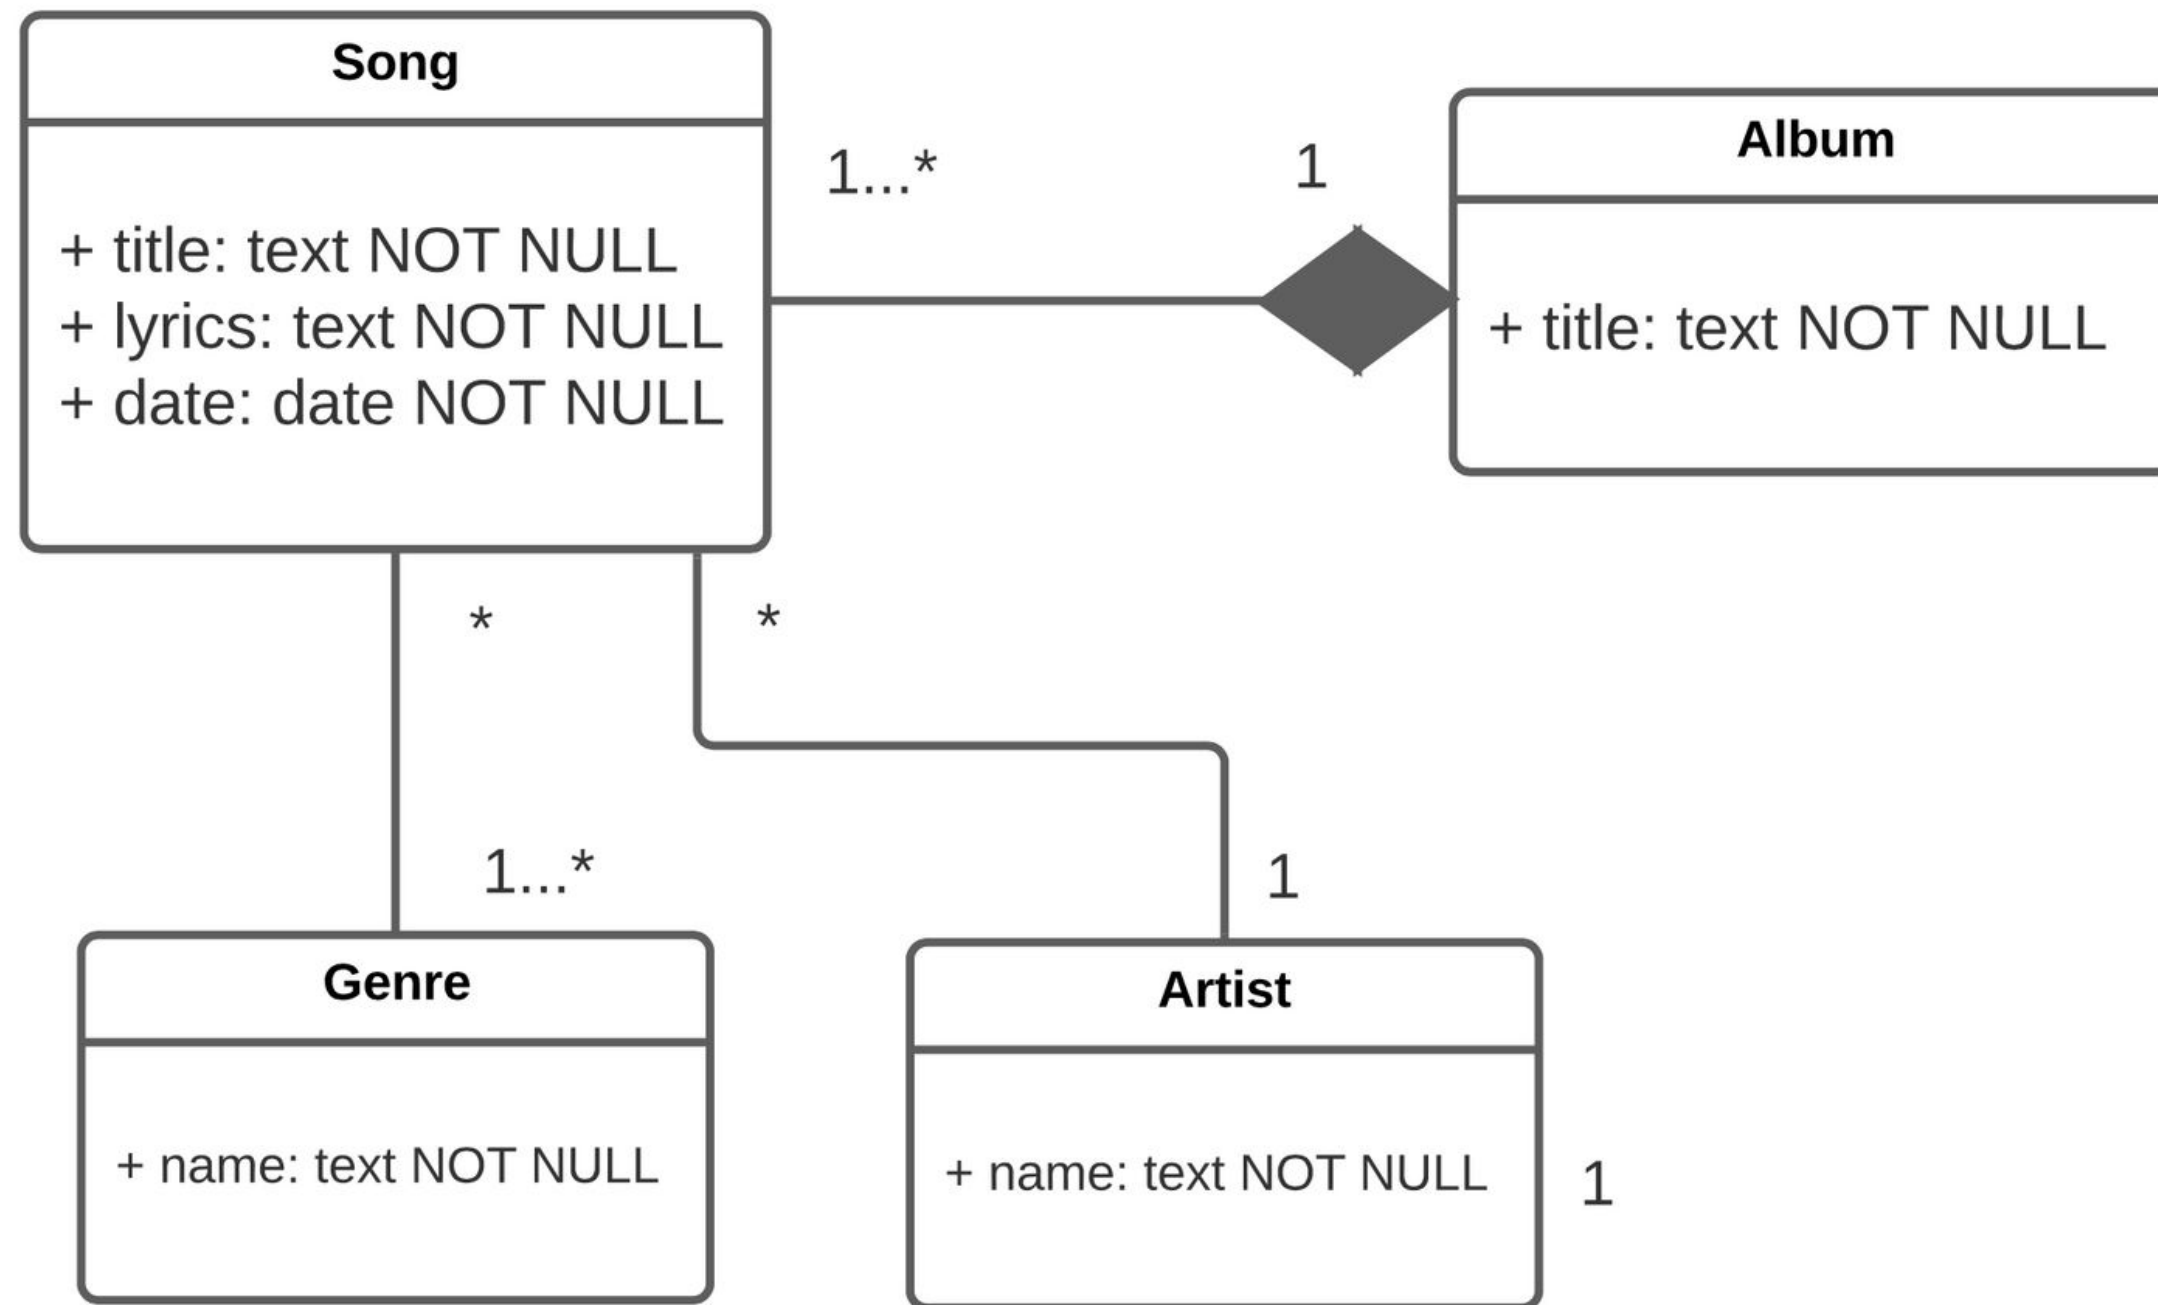 Song
+ title: text NOT NULL
+ lyrics: text NOT NULL
+ date: date NOT NULL
1...*
1
Album
+ title: text NOT NULL
*
*
1...*
1
Genre
+ name: text NOT NULL
Artist
+ name: text NOT NULL
1